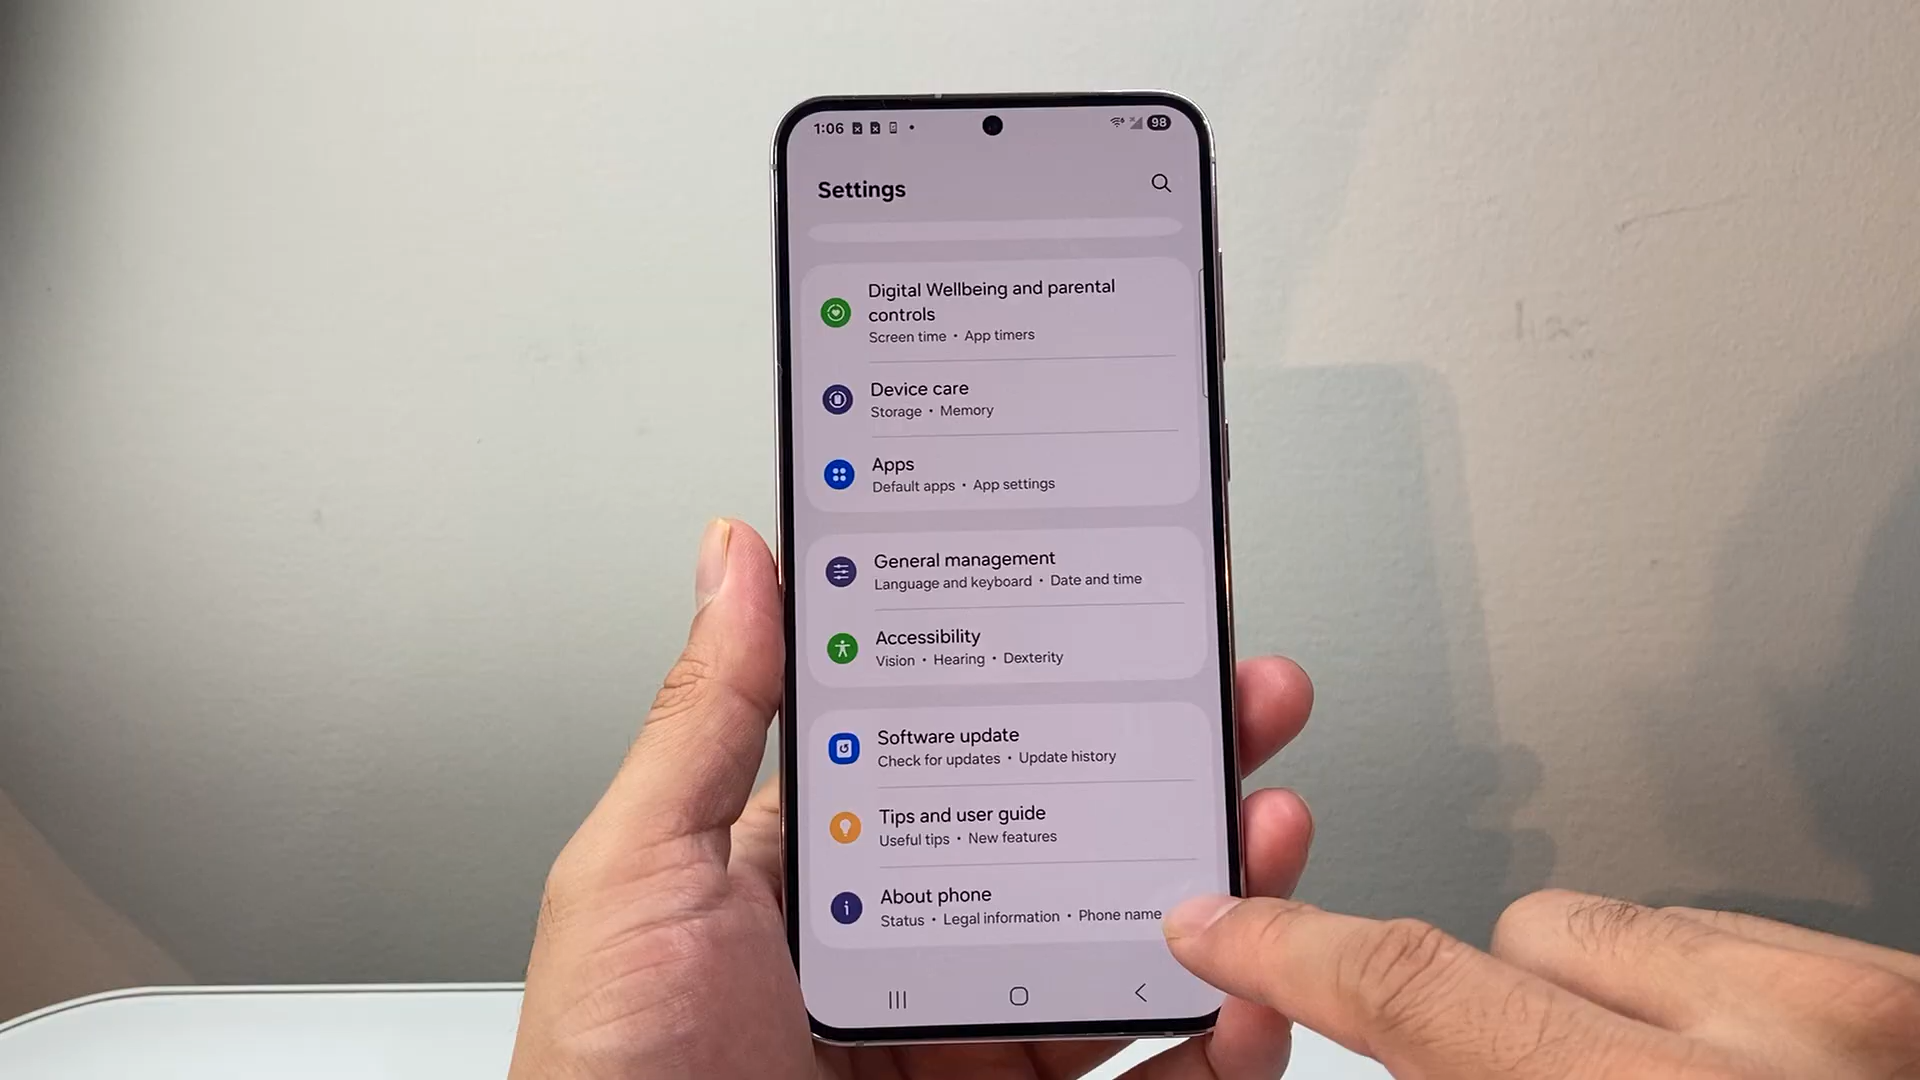 1:06
98
Settings
Digital Wellbeing and parental
controls
Screen time • App timers
Device care
Storage • Memory
Apps
Default apps • App settings
General management
Language and keyboard • Date and time
Accessibility
Vision • Hearing • Dexterity
Software update
Check for updates • Update history
Tips and user guide
Useful tips • New features
About phone
Status • Legal information • Phone name